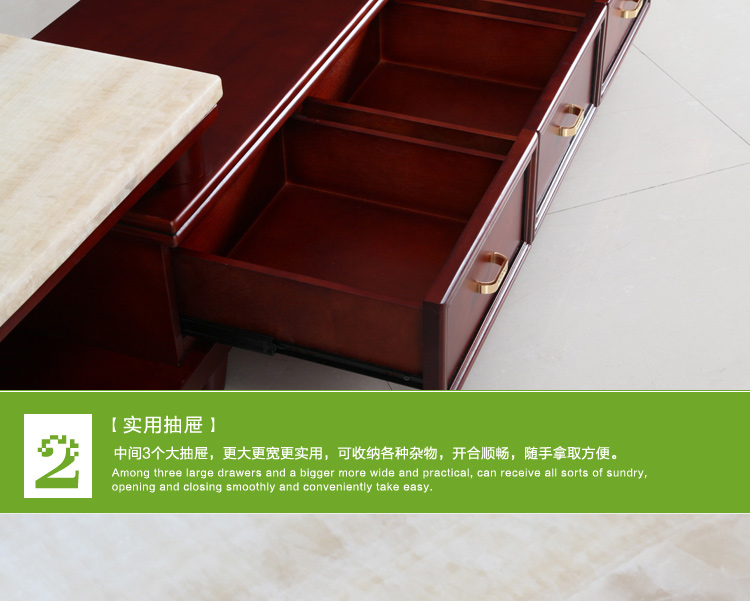 2
【实用抽屉】
中间3个大抽屉，更大更宽更实用，可收纳各种杂物，开合顺畅，随手拿取方便。
Among three large drawers and a bigger more wide and practical, can receive all sorts of sundry,
opening and closing smoothly and conveniently take easy.